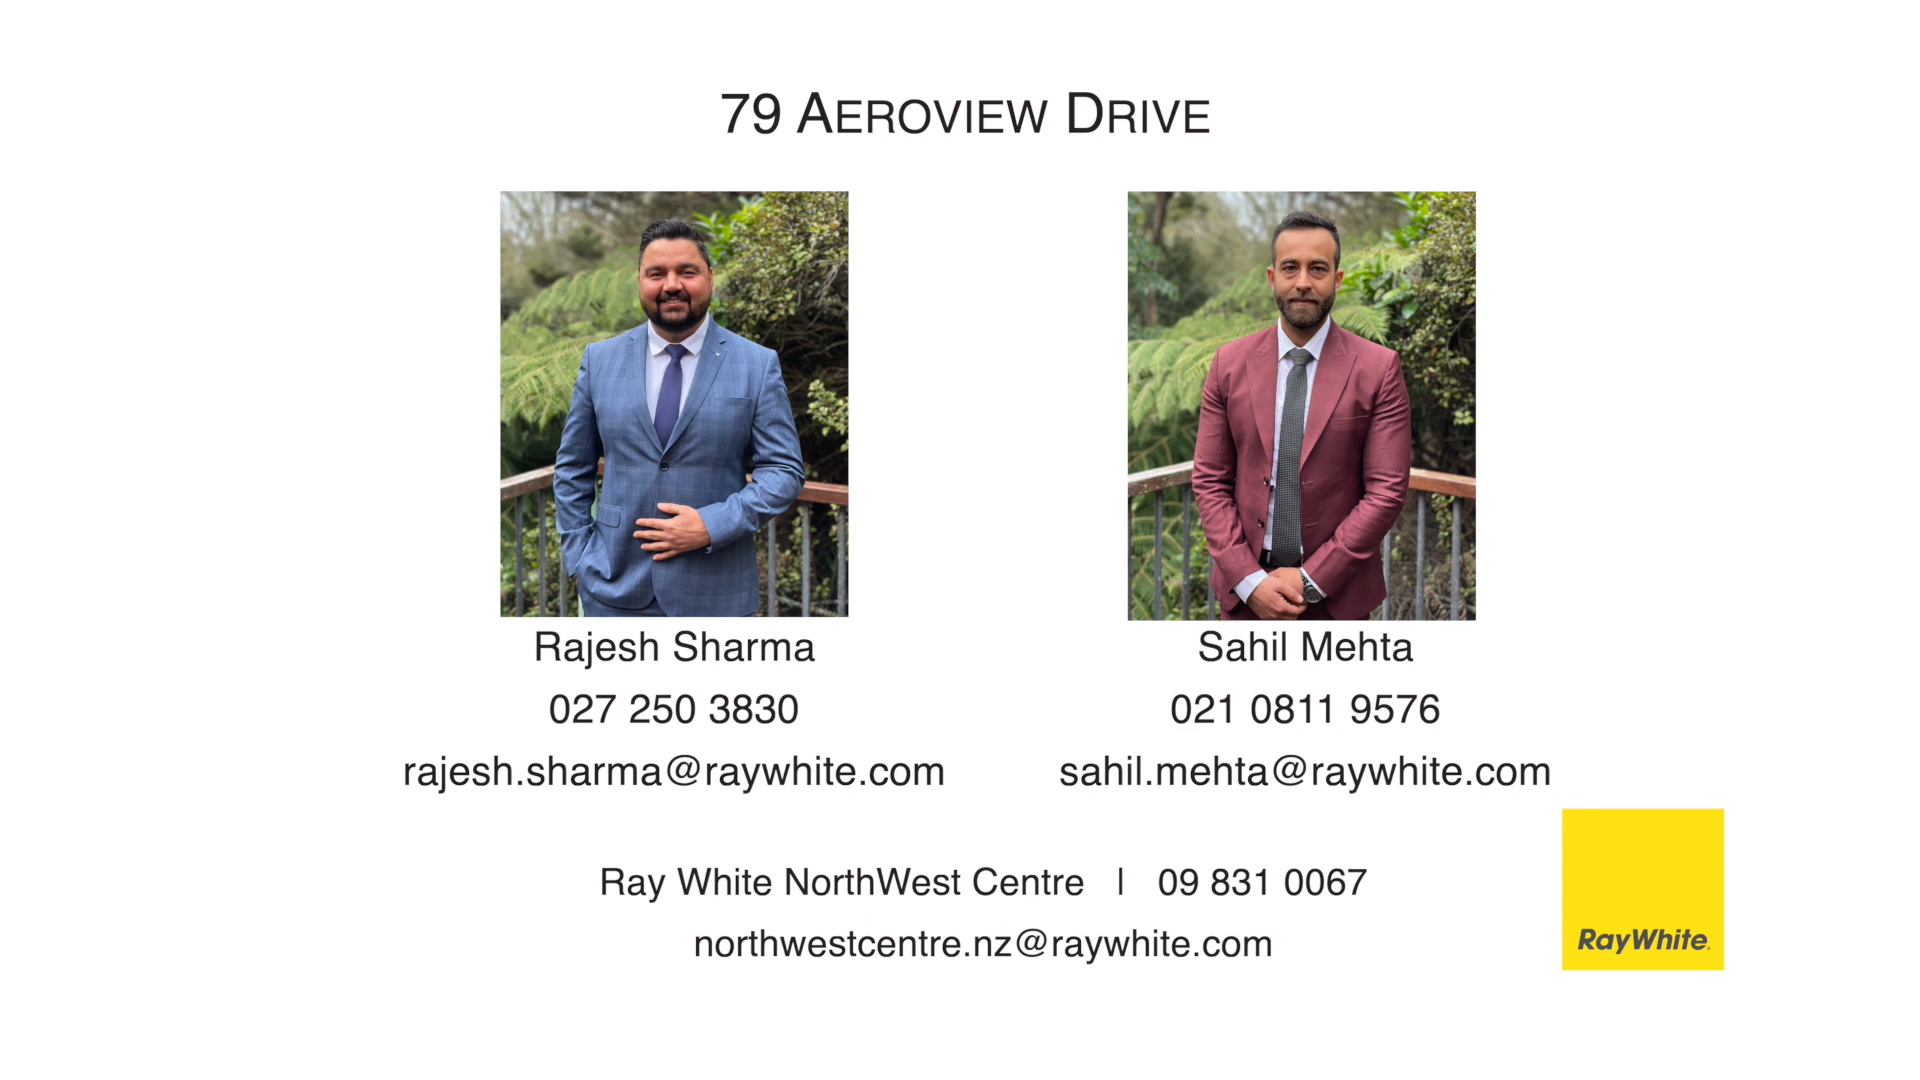 79 AEROVIEW DRIVE
Rajesh Sharma
027 250 3830
rajesh.sharma@raywhite.com
Sahil Mehta
021 0811 9576
sahil.mehta@raywhite.com
Ray White NorthWest Centre | 09 831 0067
northwestcentre.nz@raywhite.com
RayWhite.